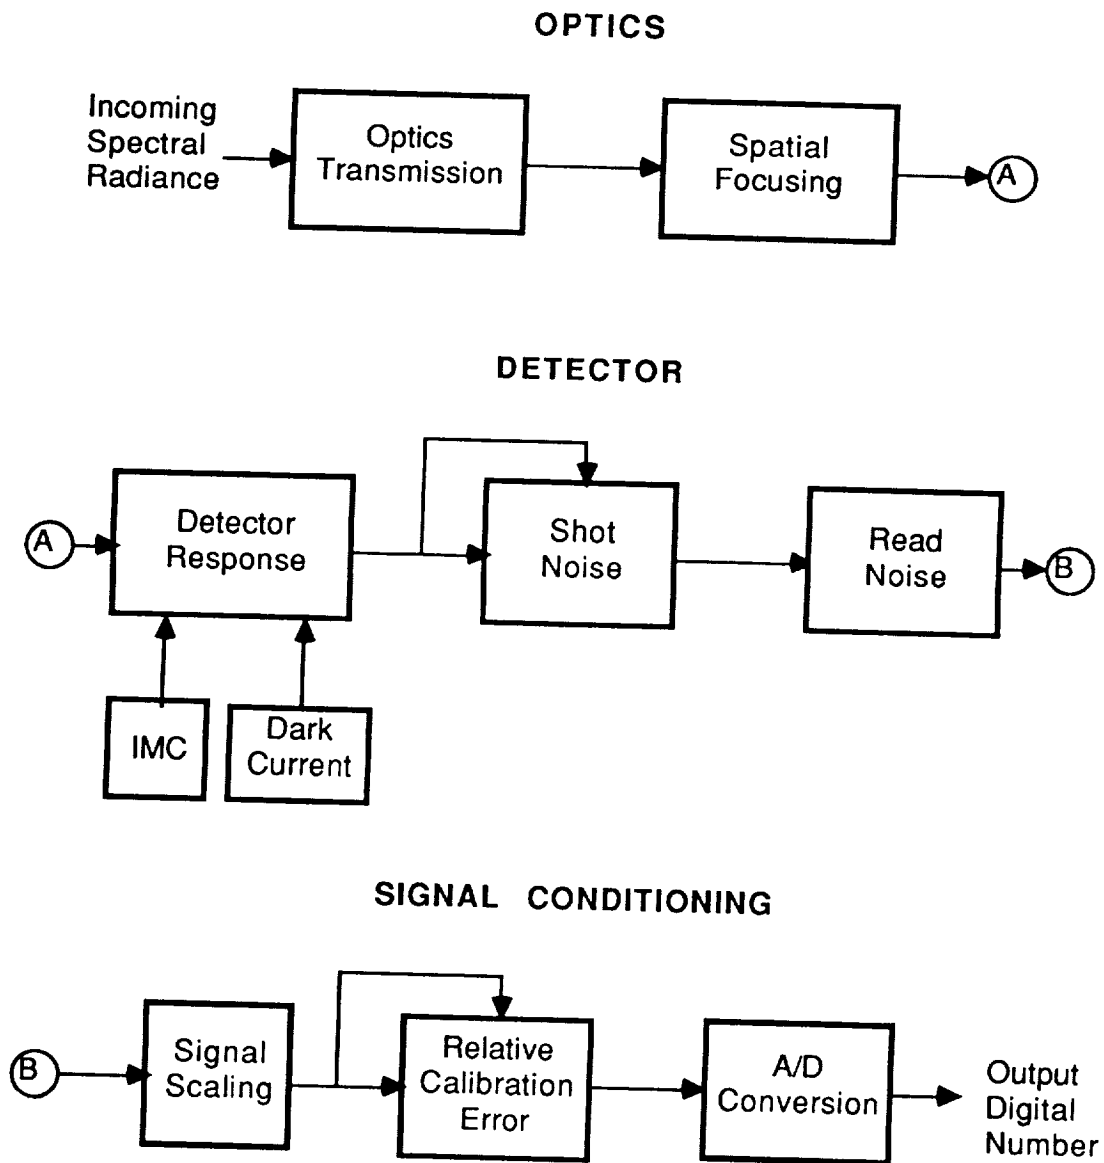 OPTICS
Incoming
Spectral
Radiance
Optics
Transmission
Spatial
Focusing
A
DETECTOR
A
Detector
Response
Shot
Noise
Read
Noise
B
IMC
Dark
Current
SIGNAL CONDITIONING
B
Signal
Scaling
Relative
Calibration
Error
A/D
Conversion
Output
Digital
Number